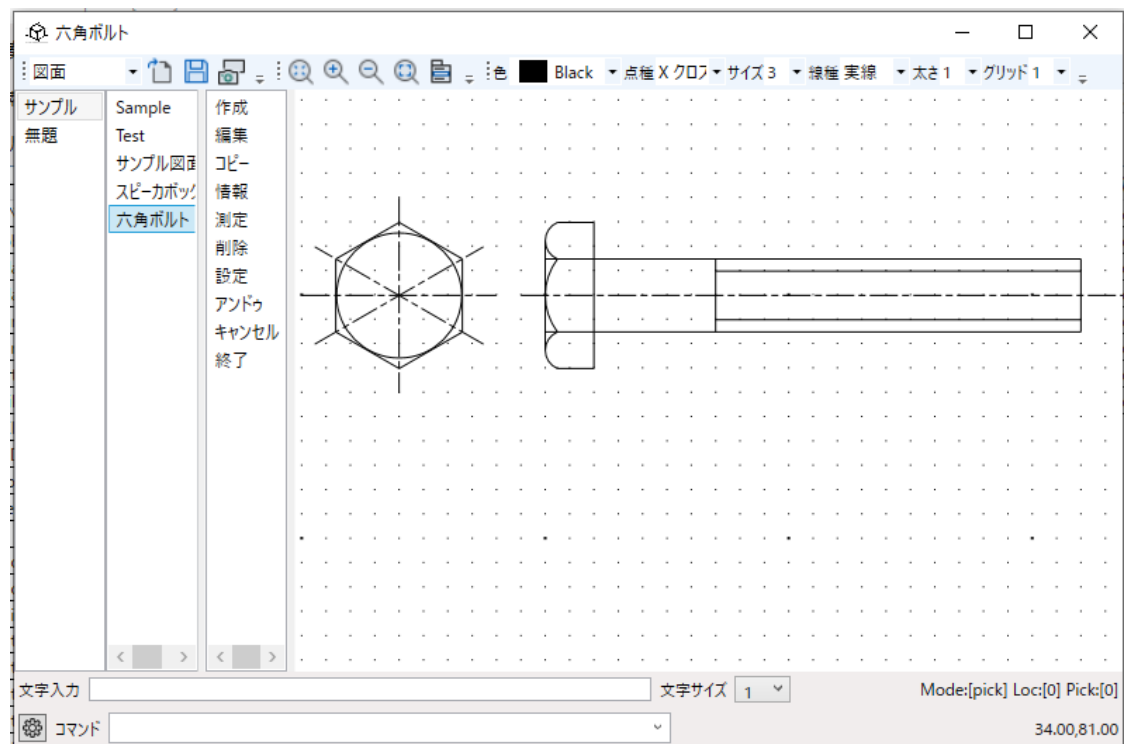 六角ボルト
図面 色 Black 点種 X クロス サイズ 3 線種 実線 太さ 1 グリッド 1
サンプル
無題
Sample
Test
サンプル図面
スピーカボック
六角ボルト
作成
編集
コピー
情報
測定
削除
設定
アンドゥ
キャンセル
終了
文字入力 文字サイズ 1 Mode:[pick] Loc:[0] Pick:[0]
コマンド 34.00,81.00